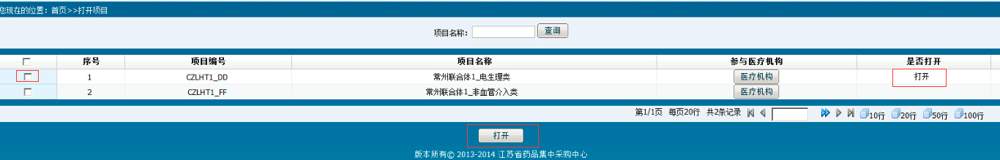 您现在的位置：首页>>打开项目
项目名称： 查询
序号 项目编号 项目名称 参与医疗机构 是否打开
1 CZLHT1_DD 常州联合体1_电生理类 医疗机构 打开
2 CZLHT1_FF 常州联合体1_非血管介入类 医疗机构
第1/1页 每页20行 共2条记录 10行 20行 50行 100行
打开
版本所有© 2013-2014 江苏省药品集中采购中心